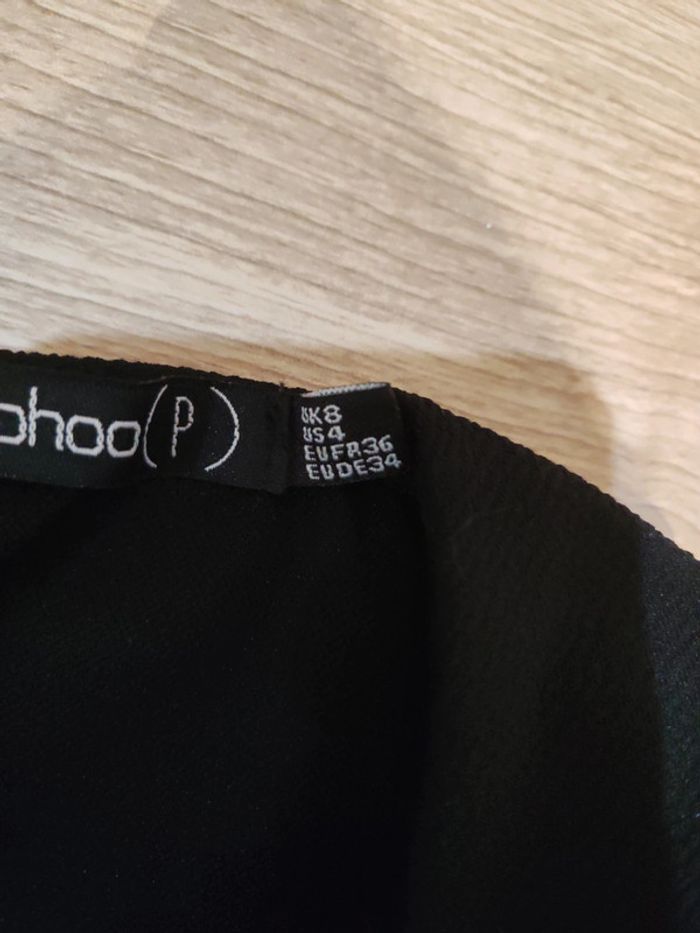 ohoo(P)
UK8
US4
EUFR36
EUDE34